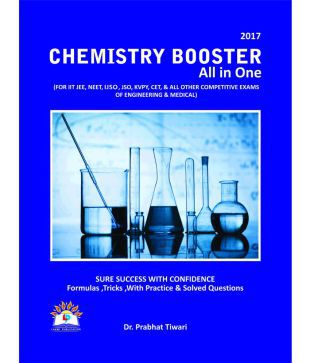 2017
CHEMISTRY BOOSTER
All in One
(FOR IIT JEE, NEET, IJSO, JSO, KVPY, CET, & ALL OTHER COMPETITIVE EXAMS
OF ENGINEERING & MEDICAL)
SURE SUCCESS WITH CONFIDENCE
Formulas ,Tricks ,With Practice & Solved Questions
Dr. Prabhat Tiwari